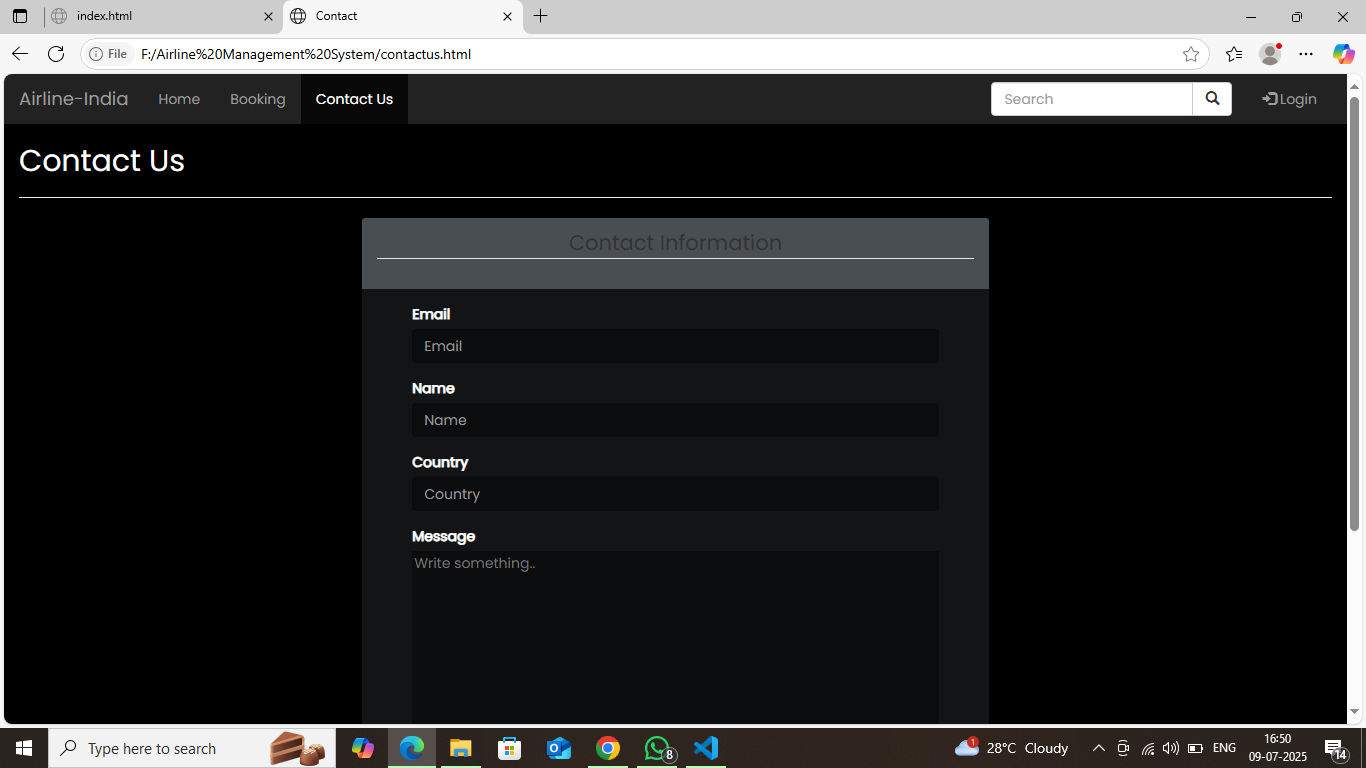 index.html
Contact
File
F:/Airline%20Management%20System/contactus.html
Airline-India
Home
Booking
Contact Us
Search
Login
Contact Us
Contact Information
Email
Email
Name
Name
Country
Country
Message
Write something..
Type here to search
8
1
28°C Cloudy
ENG
16:50
09-07-2025
14